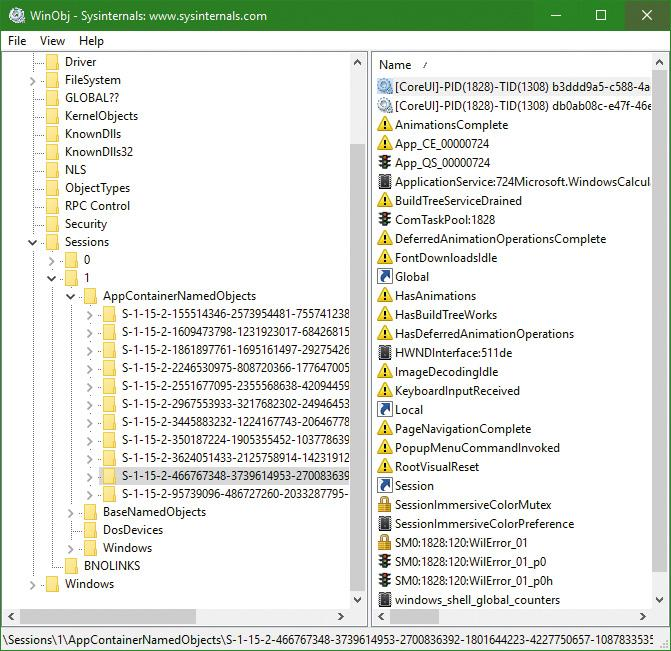 WinObj - Sysinternals: www.sysinternals.com
File View Help
Driver
FileSystem
GLOBAL??
KernelObjects
KnownDlls
KnownDlls32
NLS
ObjectTypes
RPC Control
Security
Sessions
0
1
AppContainerNamedObjects
S-1-15-2-155514346-2573954481-755741238
S-1-15-2-1609473798-1231923017-68426815
S-1-15-2-1861897761-1695161497-29275426
S-1-15-2-2246530975-808720366-177647005
S-1-15-2-2551677095-2355568638-42094459
S-1-15-2-2967553933-3217682302-24946453
S-1-15-2-3445883232-1224167743-20646778
S-1-15-2-350187224-1905355452-103778639
S-1-15-2-3624051433-2125758914-14231912
S-1-15-2-466767348-3739614953-270083639
S-1-15-2-95739096-486727260-2033287795-
BaseNamedObjects
DosDevices
Windows
BNOLINKS
Windows
Name
[CoreUI]-PID(1828)-TID(1308) b3ddd9a5-c588-4a
[CoreUI]-PID(1828)-TID(1308) db0ab08c-e47f-46e
AnimationsComplete
App_CE_00000724
App_QS_00000724
ApplicationService:724Microsoft.WindowsCalcul
BuildTreeServiceDrained
ComTaskPool:1828
DeferredAnimationOperationsComplete
FontDownloadsIdle
Global
HasAnimations
HasBuildTreeWorks
HasDeferredAnimationOperations
HWNDInterface:511de
ImageDecodingIdle
KeyboardInputReceived
Local
PageNavigationComplete
PopupMenuCommandInvoked
RootVisualReset
Session
SessionImmersiveColorMutex
SessionImmersiveColorPreference
SM0:1828:120:WilError_01
SM0:1828:120:WilError_01_p0
SM0:1828:120:WilError_01_p0h
windows_shell_global_counters
\Sessions\1\AppContainerNamedObjects\S-1-15-2-466767348-3739614953-2700836392-1801644223-4227750657-1087833535